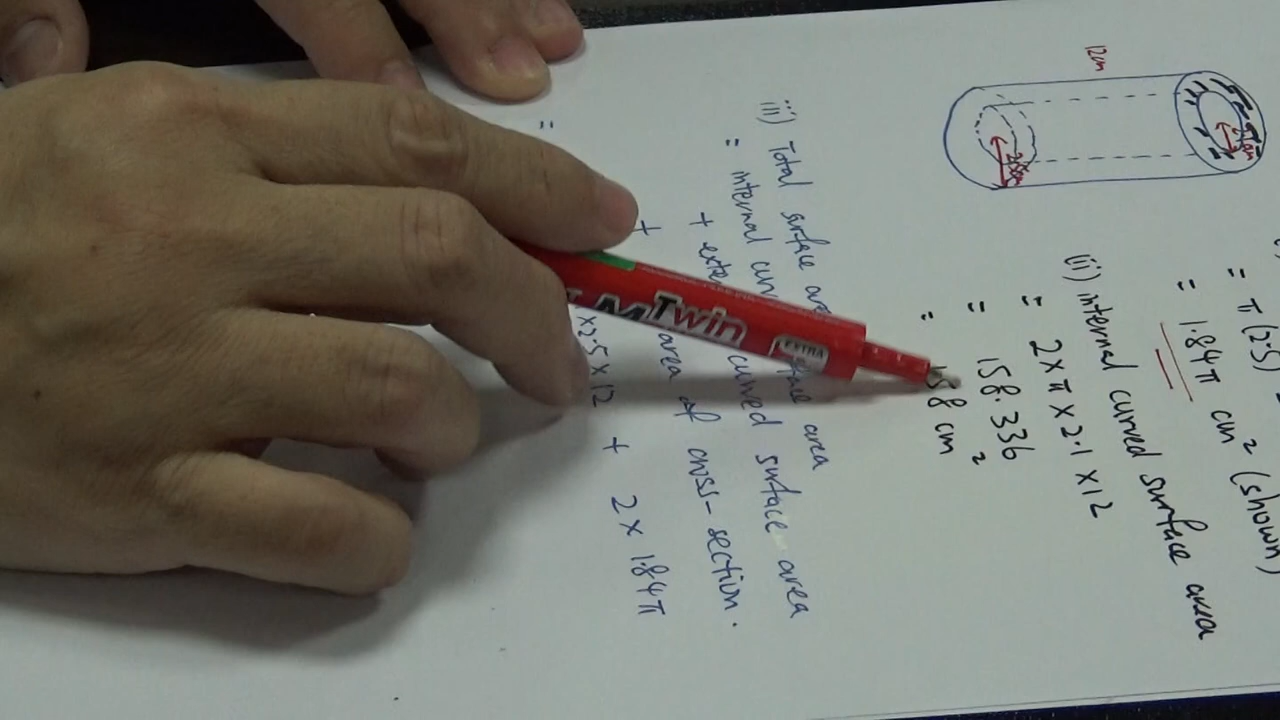 12cm
= π(2.5)
= 1.84π cm² (shown)
(ii) internal curved surface area
= 2 × π × 2.1 × 12
= 158.336
= 158 cm²
iii) Total surface area
= internal curved surface area
+ external curved surface area
+ area of cross-section.
=
×2.5×12 + 2×1.84π
Twin
EXTRA